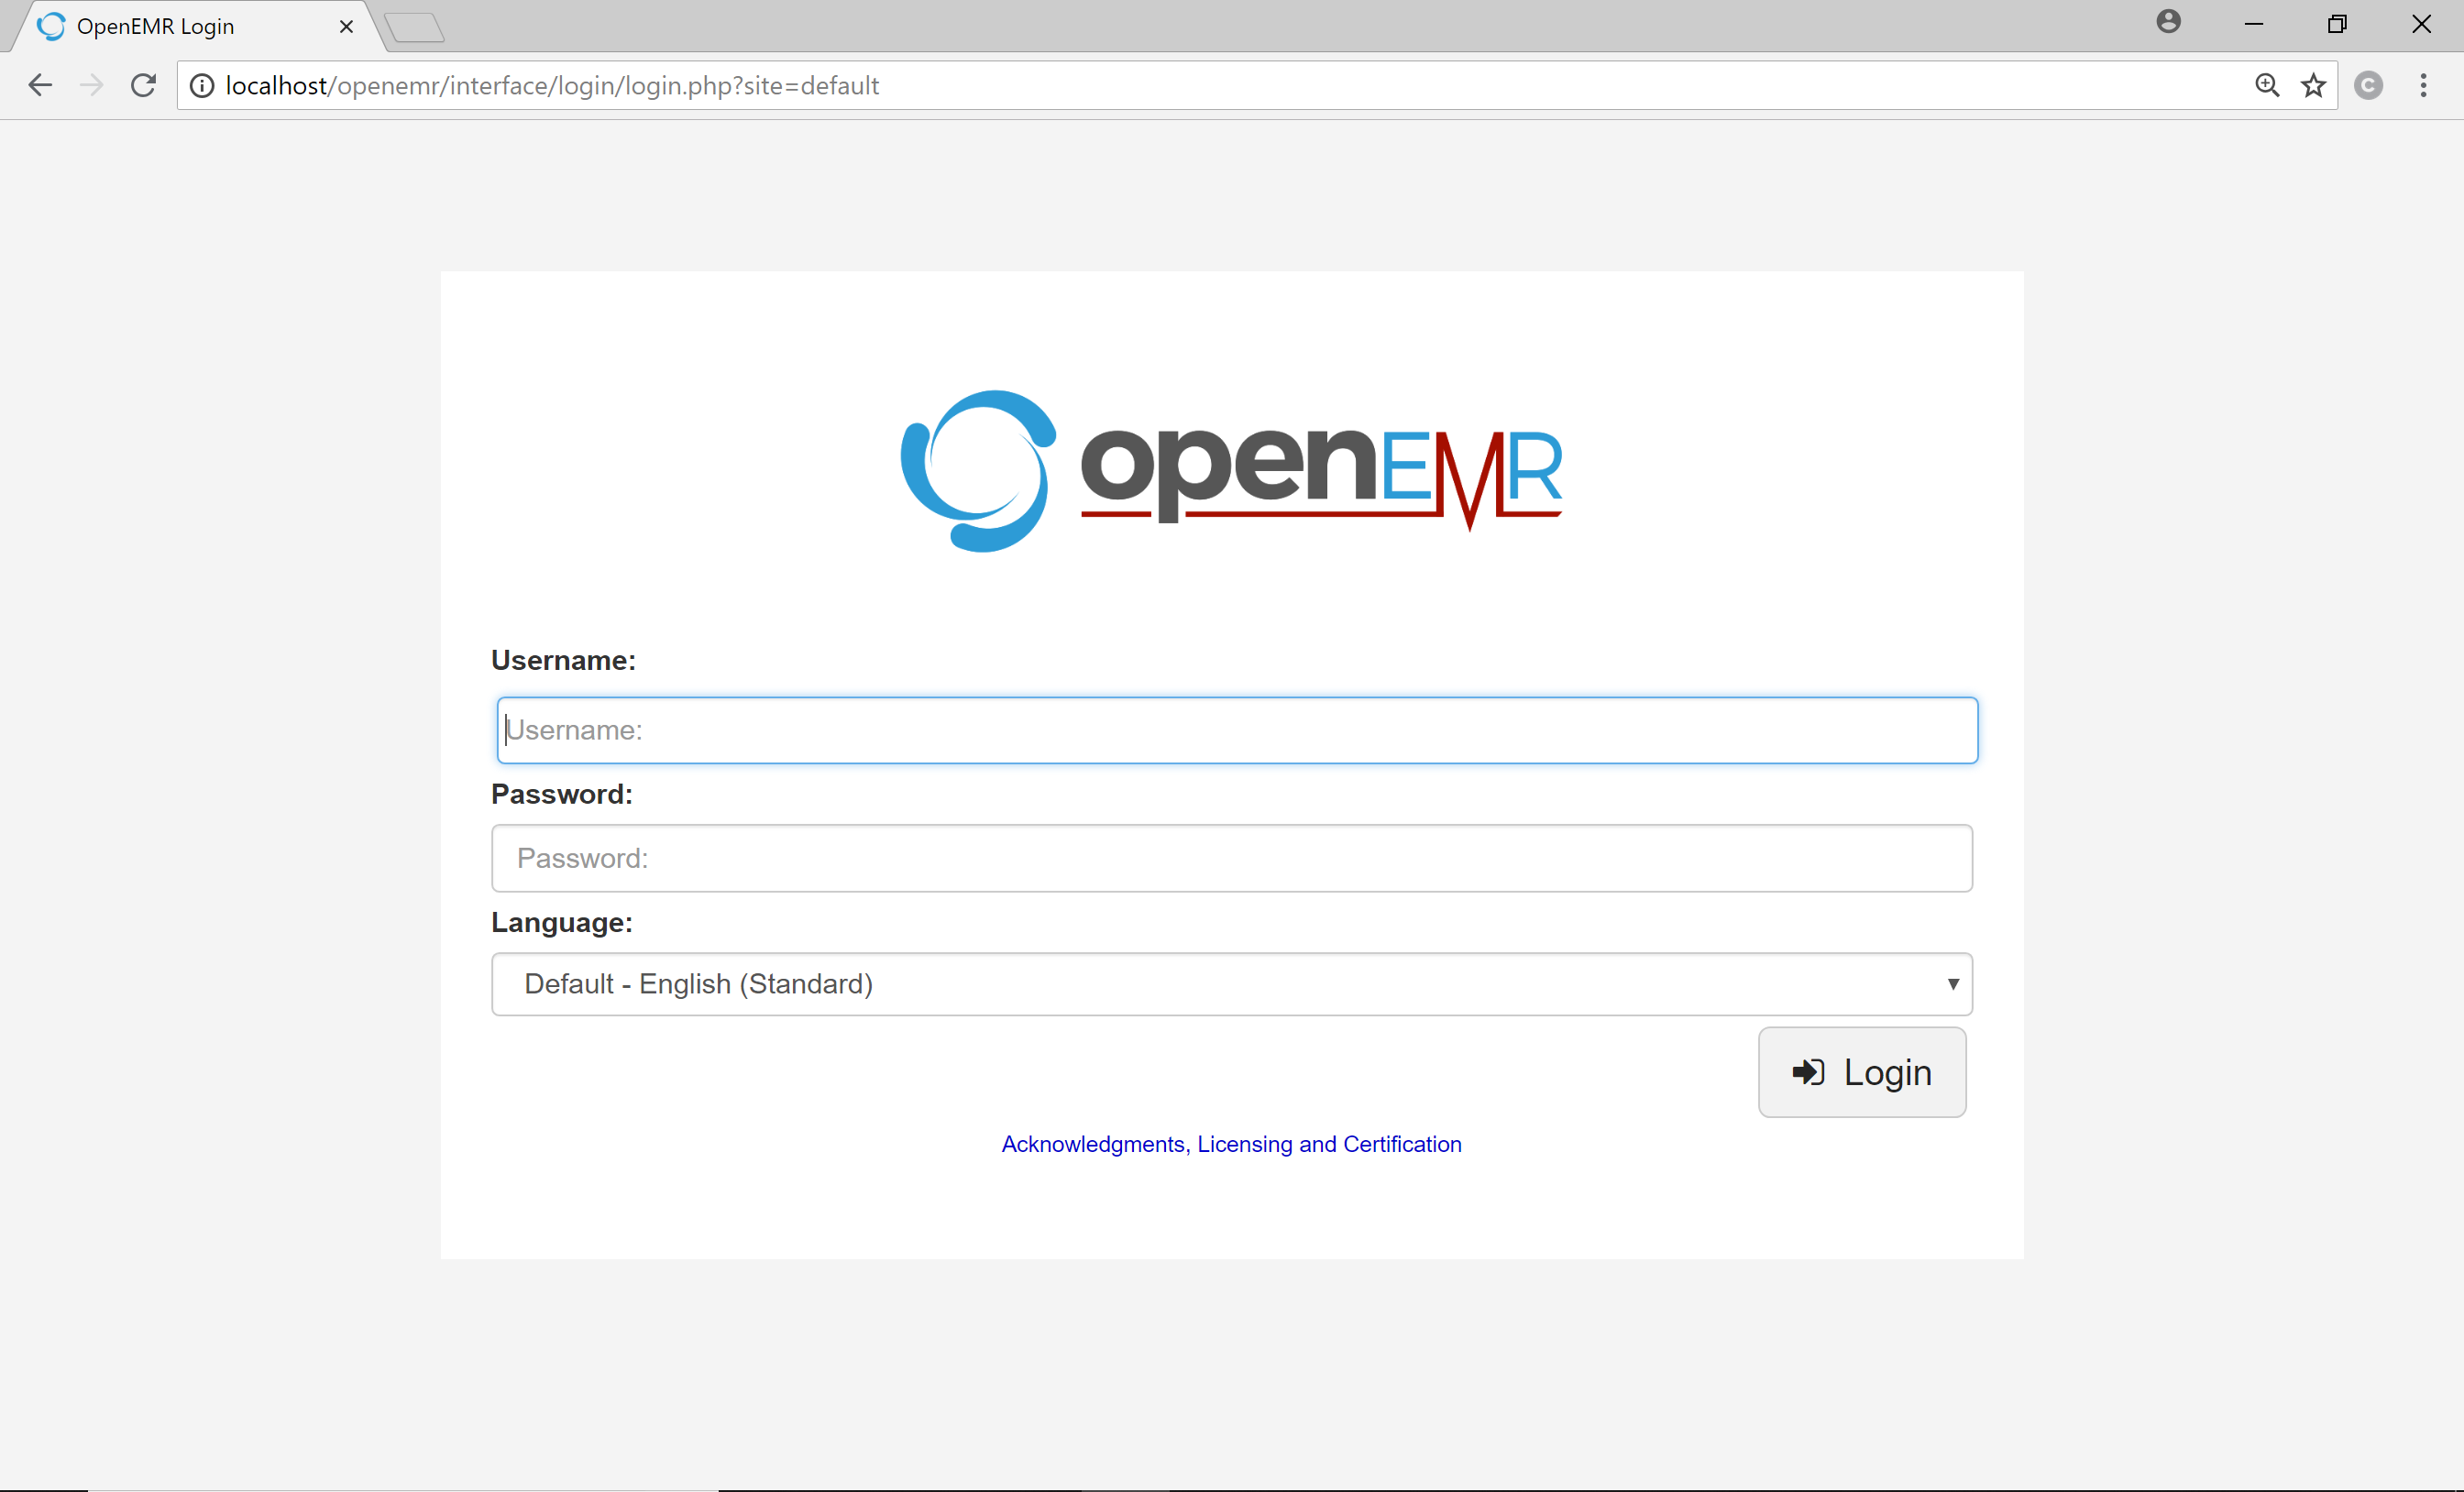 OpenEMR Login
localhost/openemr/interface/login/login.php?site=default
C
openEMR
Username:
Username:
Password:
Password:
Language:
Default - English (Standard)
Login
Acknowledgments, Licensing and Certification